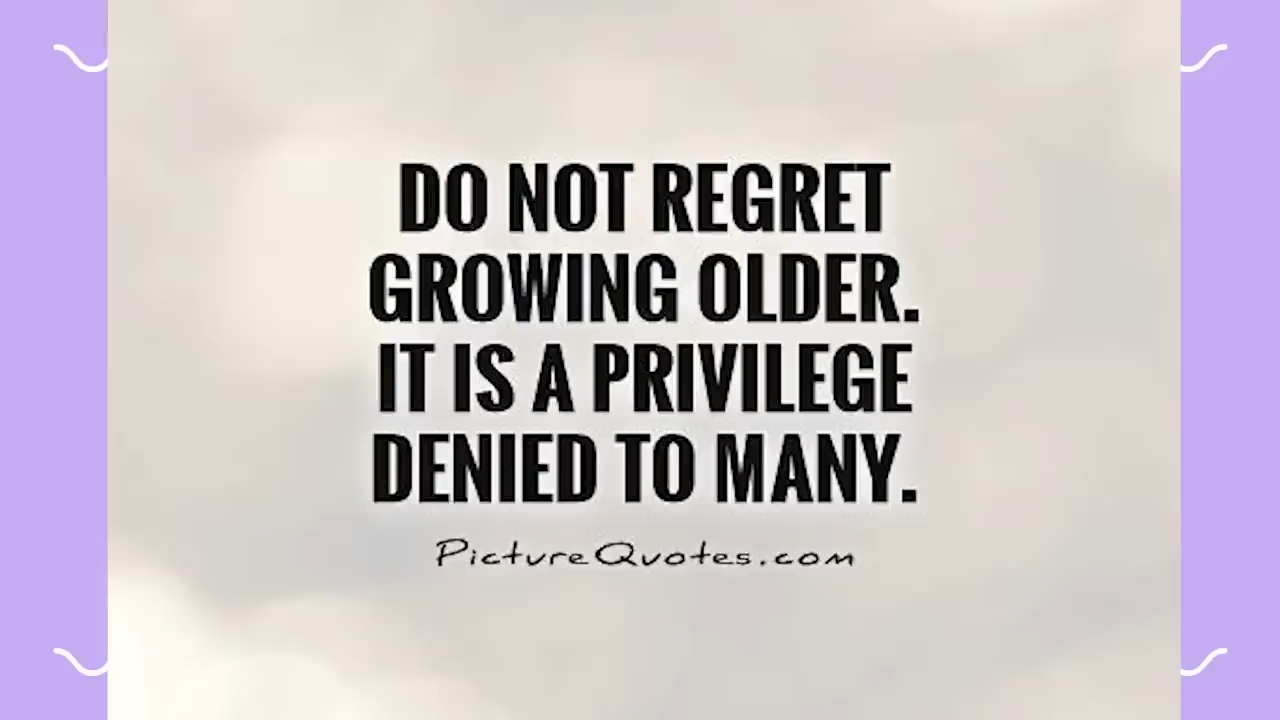 DO NOT REGRET
GROWING OLDER.
IT IS A PRIVILEGE
DENIED TO MANY.
PictureQuotes.com